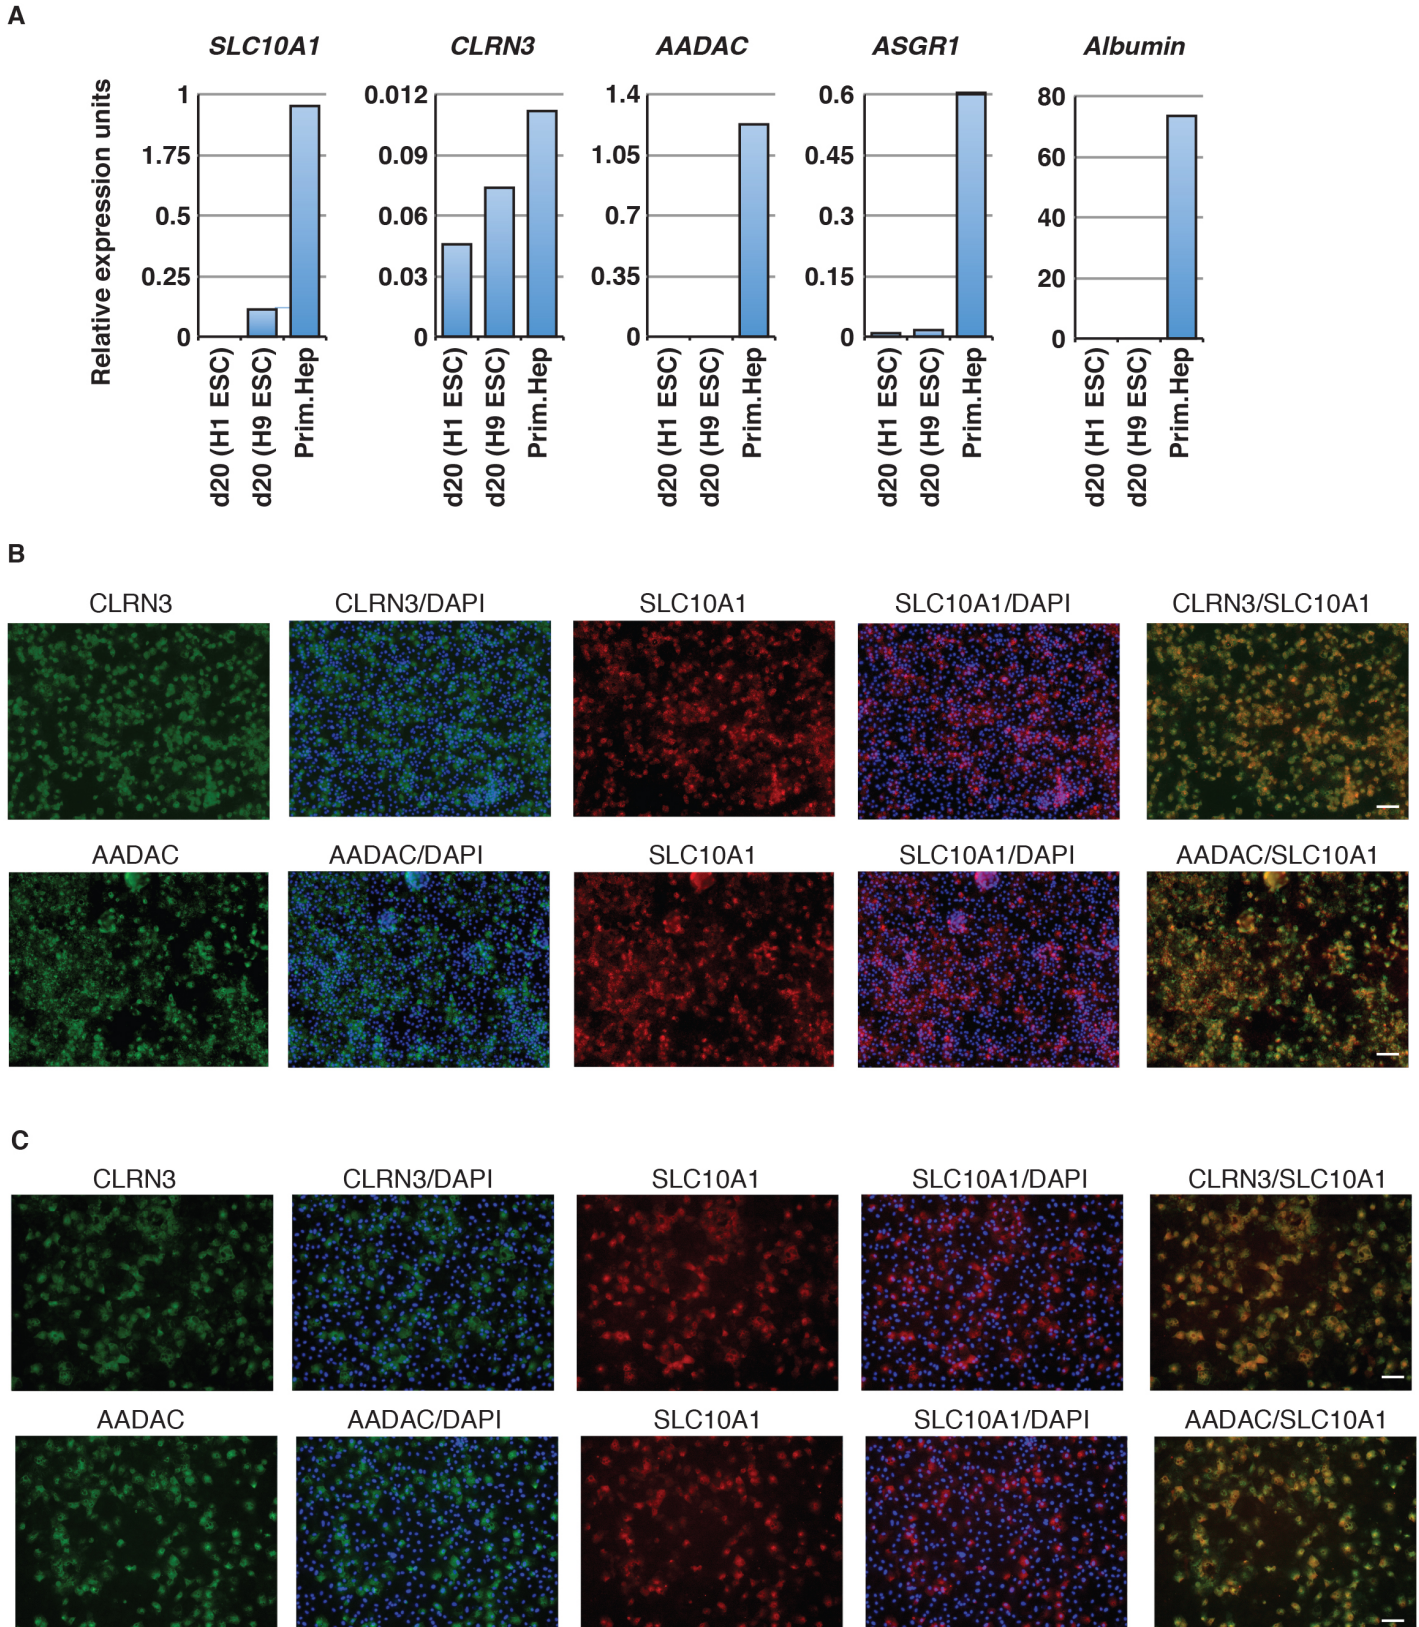 A
SLC10A1 CLRN3 AADAC ASGR1 Albumin
Relative expression units
1
1.75
0.5
0.25
0
0.012
0.09
0.06
0.03
0
1.4
1.05
0.7
0.35
0
0.6
0.45
0.3
0.15
0
80
60
40
20
0
d20 (H1 ESC)
d20 (H9 ESC)
Prim.Hep
d20 (H1 ESC)
d20 (H9 ESC)
Prim.Hep
d20 (H1 ESC)
d20 (H9 ESC)
Prim.Hep
d20 (H1 ESC)
d20 (H9 ESC)
Prim.Hep
d20 (H1 ESC)
d20 (H9 ESC)
Prim.Hep
B
CLRN3 CLRN3/DAPI SLC10A1 SLC10A1/DAPI CLRN3/SLC10A1
AADAC AADAC/DAPI SLC10A1 SLC10A1/DAPI AADAC/SLC10A1
C
CLRN3 CLRN3/DAPI SLC10A1 SLC10A1/DAPI CLRN3/SLC10A1
AADAC AADAC/DAPI SLC10A1 SLC10A1/DAPI AADAC/SLC10A1